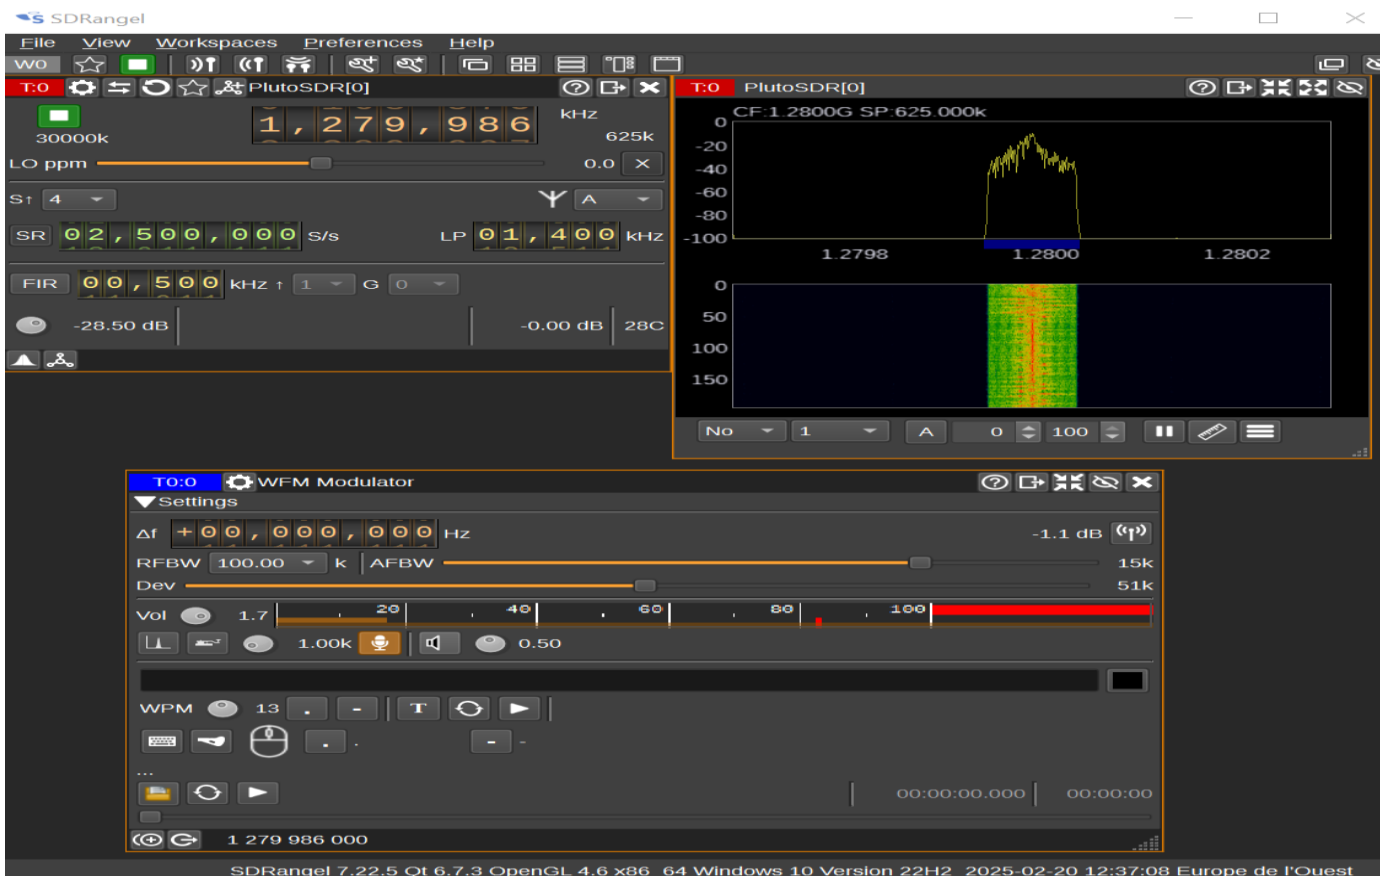 SDRangel
File View Workspaces Preferences Help
W0
T:0 PlutoSDR[0]
30000k 1,279,986 kHz 625k
LO ppm 0.0 X
S↑ 4 A
SR 02,500,000 S/s LP 01,400 kHz
FIR 00,500 kHz ↑ 1 G 0
-28.50 dB -0.00 dB 28C
T:0 PlutoSDR[0]
CF:1.2800G SP:625.000k
0
-20
-40
-60
-80
-100
1.2798 1.2800 1.2802
0
50
100
150
No 1 A 0 100
T0:0 WFM Modulator
Settings
Δf +00,000,000 Hz -1.1 dB
RFBW 100.00 k AFBW 15k
Dev 51k
Vol 1.7 20 40 60 80 100
1.00k 0.50
WPM 13 . - T
. . - -
...
00:00:00.000 00:00:00
1 279 986 000
SDRangel 7.22.5 Qt 6.7.3 OpenGL 4.6 x86_64 Windows 10 Version 22H2 2025-02-20 12:37:08 Europe de l'Ouest